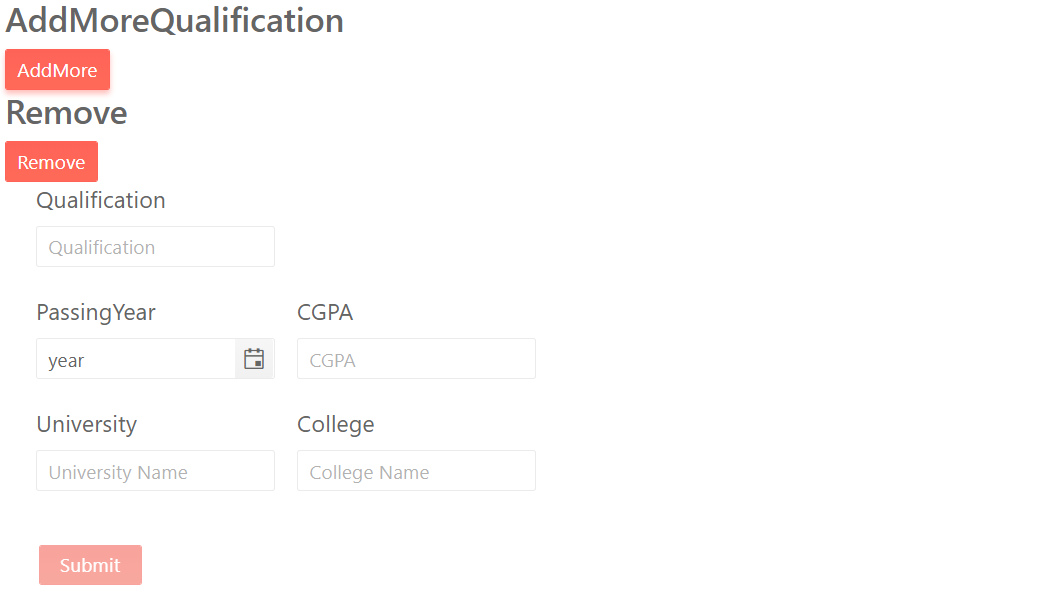 AddMoreQualification
AddMore
Remove
Remove
Qualification
Qualification
PassingYear CGPA
year CGPA
University College
University Name College Name
Submit